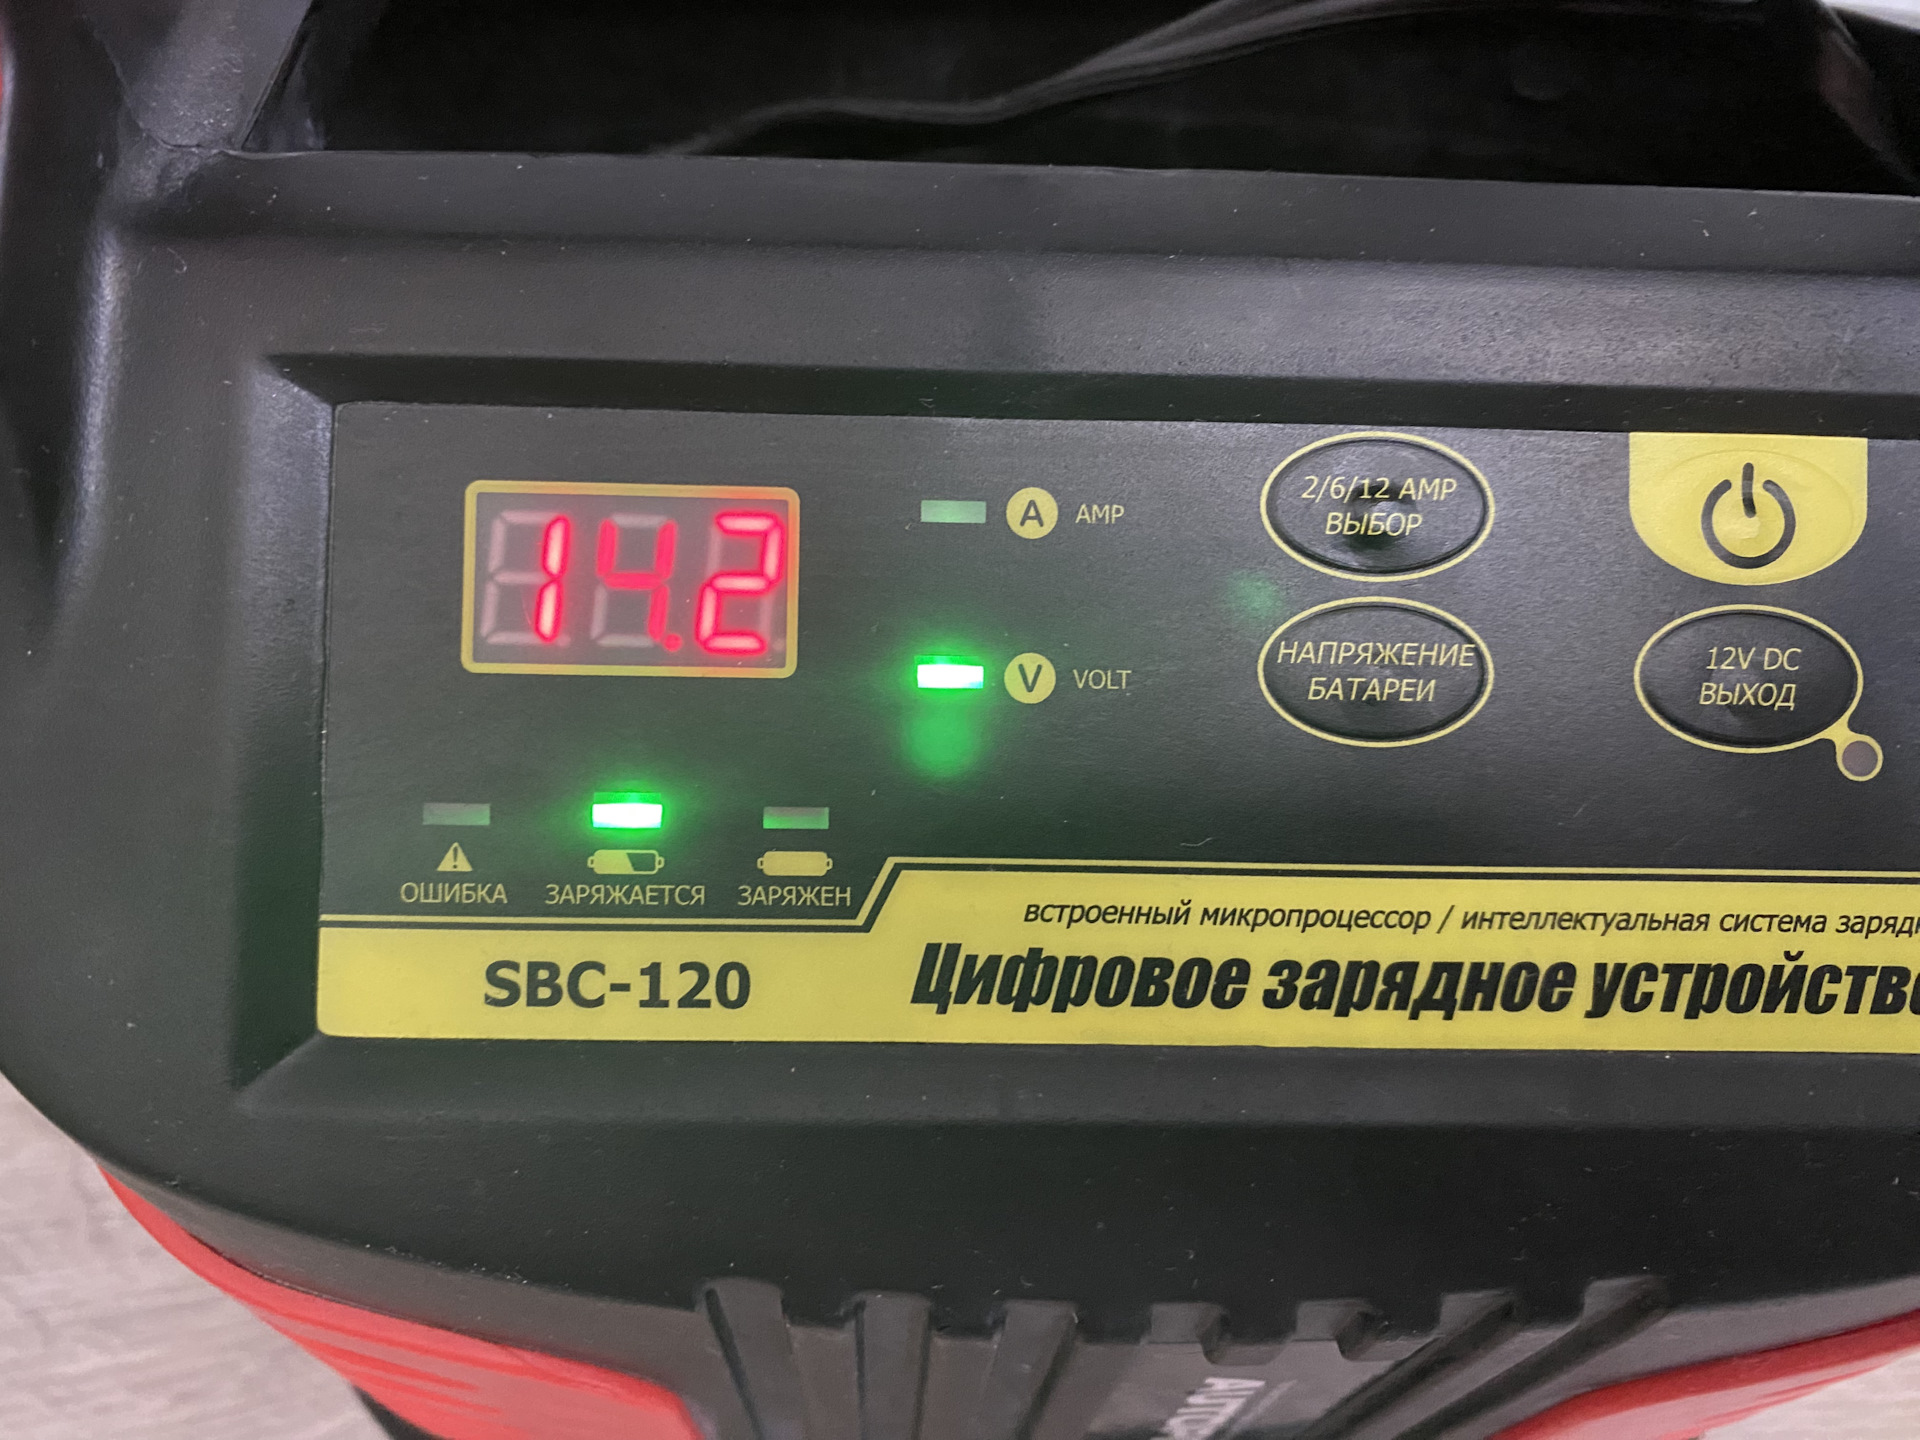 14.2
A AMP
2/6/12 AMP
ВЫБОР
V VOLT
НАПРЯЖЕНИЕ
БАТАРЕИ
12V DC
ВЫХОД
ОШИБКА ЗАРЯЖАЕТСЯ ЗАРЯЖЕН
встроенный микропроцессор / интеллектуальная система
SBC-120
Цифровое зарядное